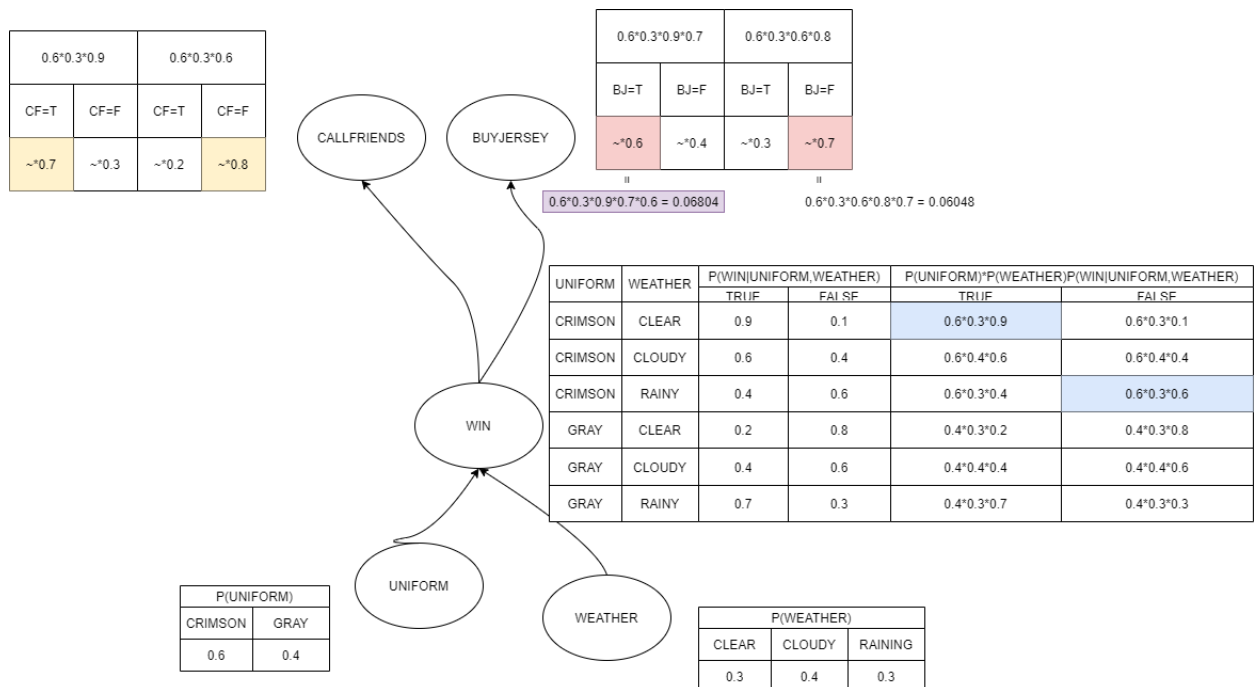 0.6*0.3*0.9 0.6*0.3*0.6
CF=T CF=F CF=T CF=F
~*0.7 ~*0.3 ~*0.2 ~*0.8
CALLFRIENDS
BUYJERSEY
0.6*0.3*0.9*0.7 0.6*0.3*0.6*0.8
BJ=T BJ=F BJ=T BJ=F
~*0.6 ~*0.4 ~*0.3 ~*0.7
= =
0.6*0.3*0.9*0.7*0.6 = 0.06804 0.6*0.3*0.6*0.8*0.7 = 0.06048
UNIFORM WEATHER P(WIN|UNIFORM,WEATHER) P(UNIFORM)*P(WEATHER)P(WIN|UNIFORM,WEATHER)
TRUE FALSE TRUE FALSE
CRIMSON CLEAR 0.9 0.1 0.6*0.3*0.9 0.6*0.3*0.1
CRIMSON CLOUDY 0.6 0.4 0.6*0.4*0.6 0.6*0.4*0.4
CRIMSON RAINY 0.4 0.6 0.6*0.3*0.4 0.6*0.3*0.6
GRAY CLEAR 0.2 0.8 0.4*0.3*0.2 0.4*0.3*0.8
GRAY CLOUDY 0.4 0.6 0.4*0.4*0.4 0.4*0.4*0.6
GRAY RAINY 0.7 0.3 0.4*0.3*0.7 0.4*0.3*0.3
WIN
UNIFORM
WEATHER
P(UNIFORM)
CRIMSON GRAY
0.6 0.4
P(WEATHER)
CLEAR CLOUDY RAINING
0.3 0.4 0.3